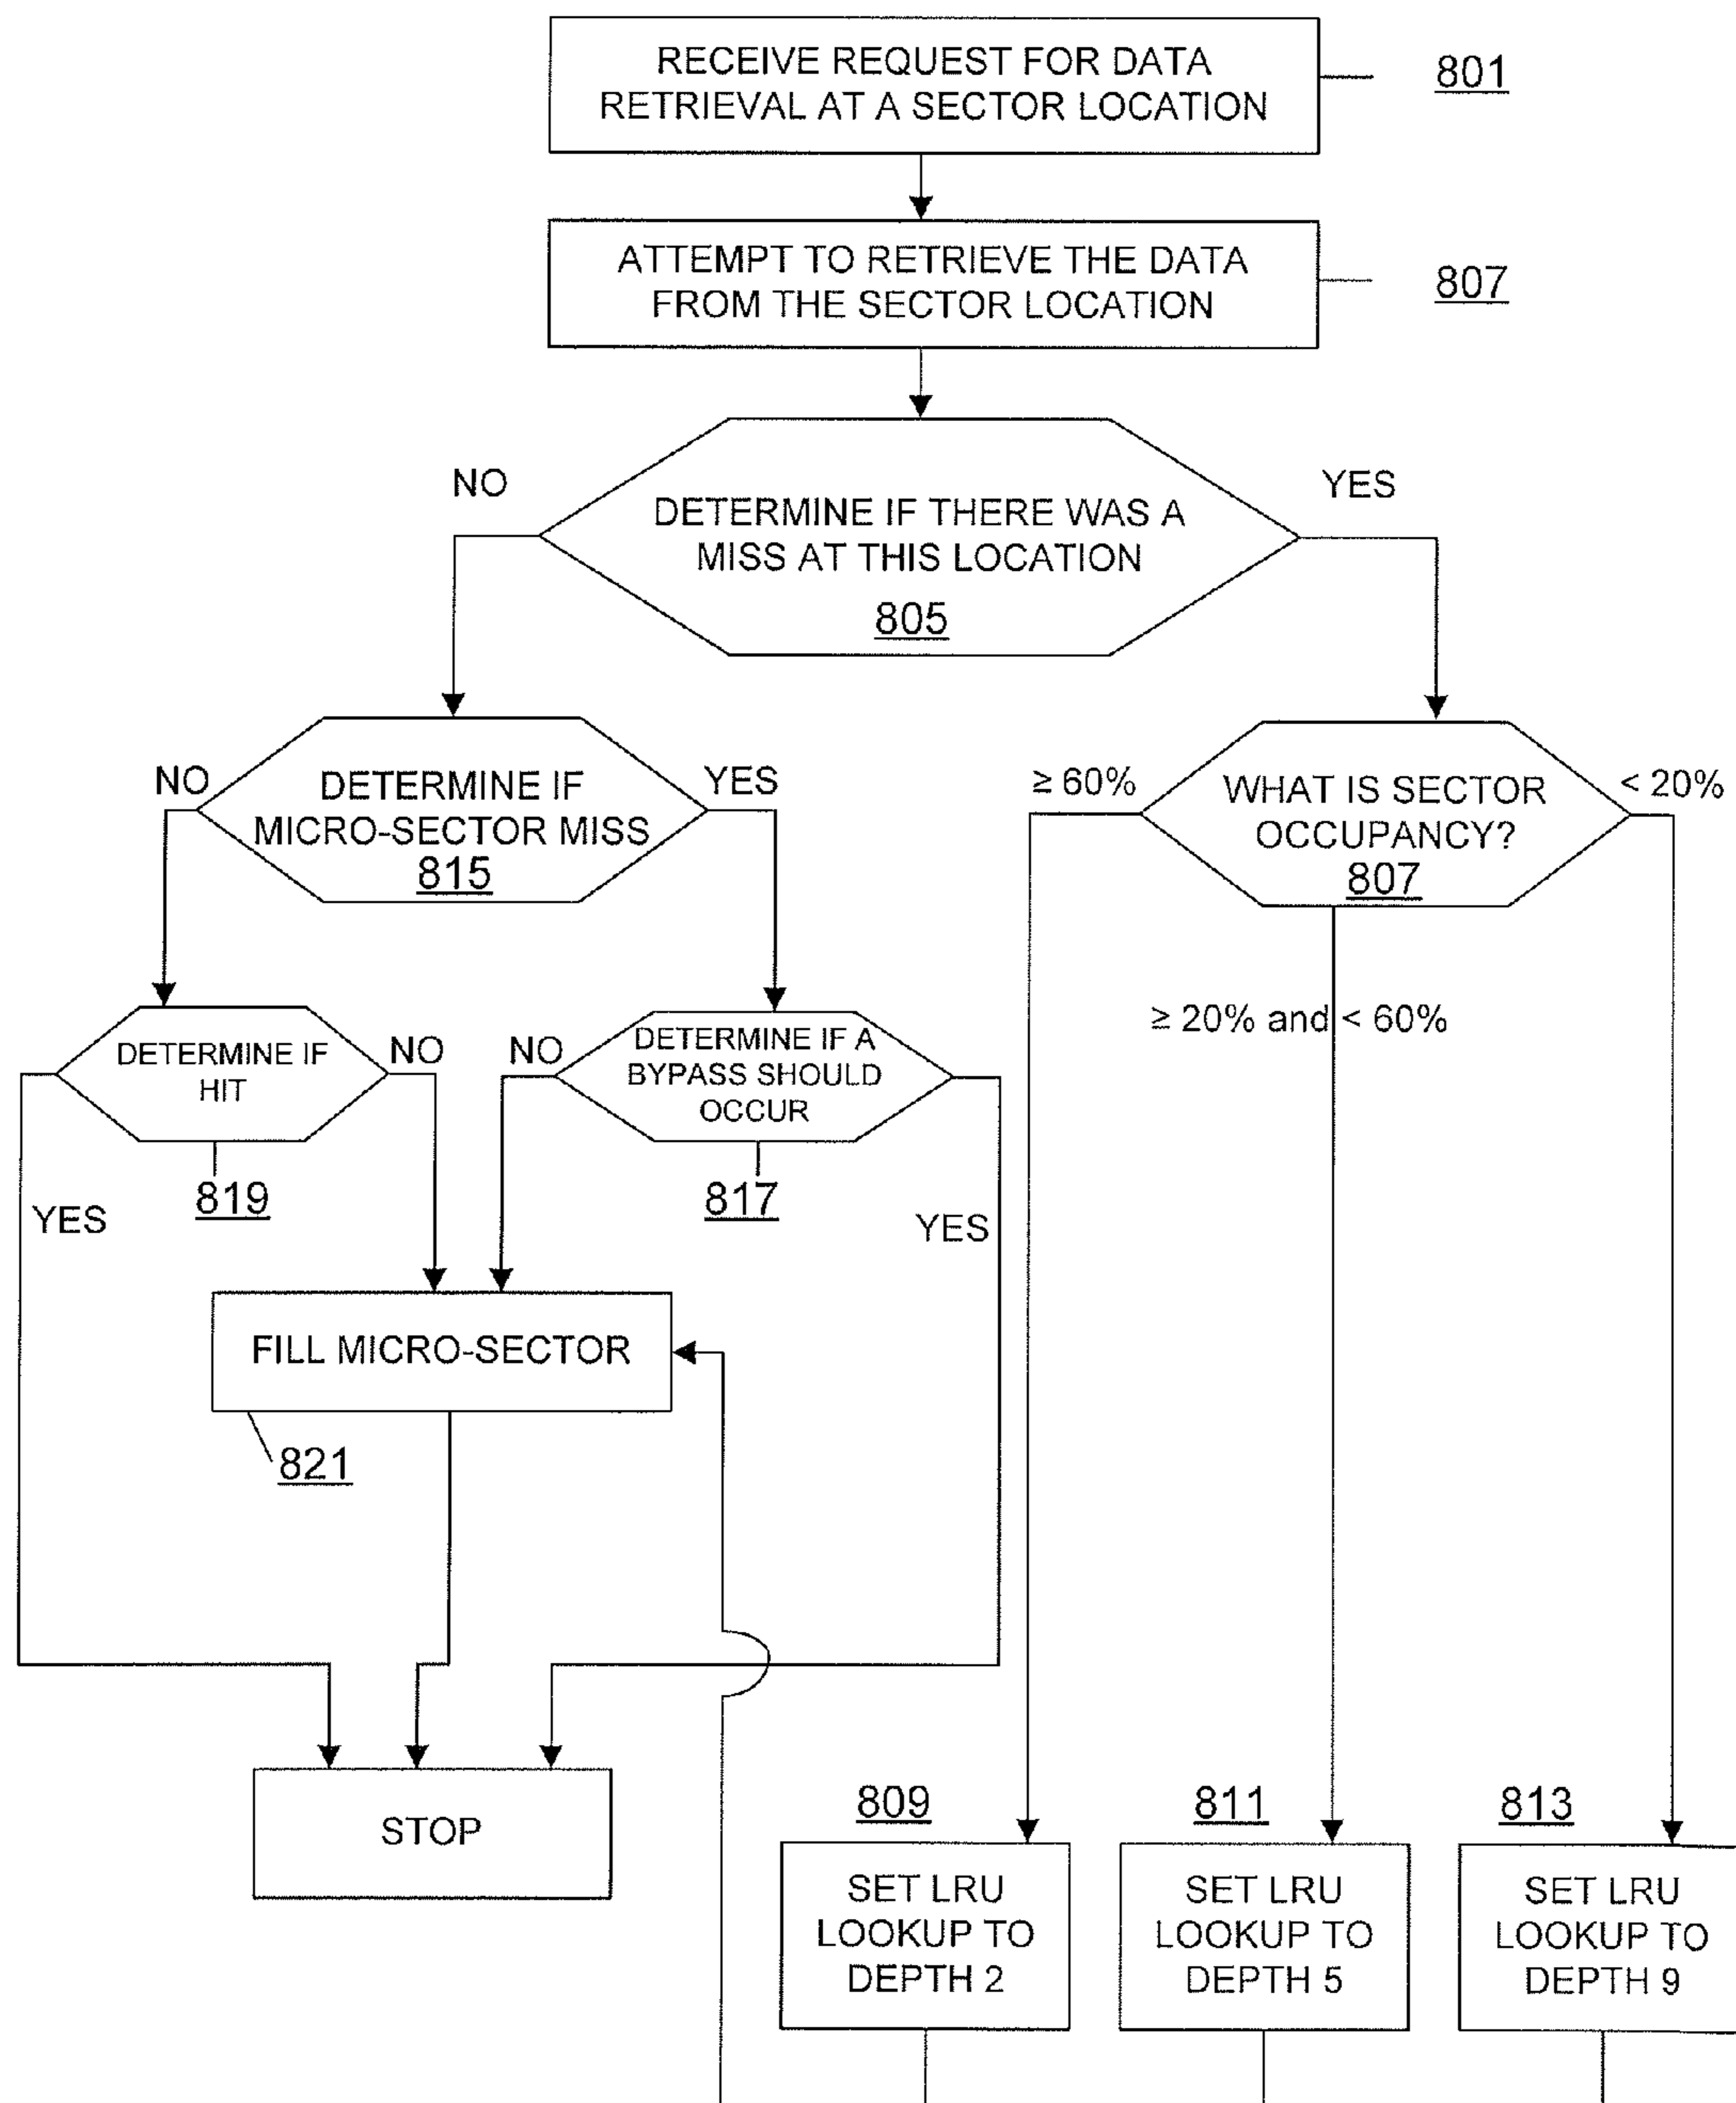 RECEIVE REQUEST FOR DATA
RETRIEVAL AT A SECTOR LOCATION
801
ATTEMPT TO RETRIEVE THE DATA
FROM THE SECTOR LOCATION
807
NO
YES
DETERMINE IF THERE WAS A
MISS AT THIS LOCATION
805
NO
DETERMINE IF
MICRO-SECTOR MISS
815
YES
≥ 60%
WHAT IS SECTOR
OCCUPANCY?
807
< 20%
≥ 20% and < 60%
DETERMINE IF
HIT
NO
819
YES
NO
DETERMINE IF A
BYPASS SHOULD
OCCUR
817
YES
FILL MICRO-SECTOR
821
STOP
809
SET LRU
LOOKUP TO
DEPTH 2
811
SET LRU
LOOKUP TO
DEPTH 5
813
SET LRU
LOOKUP TO
DEPTH 9